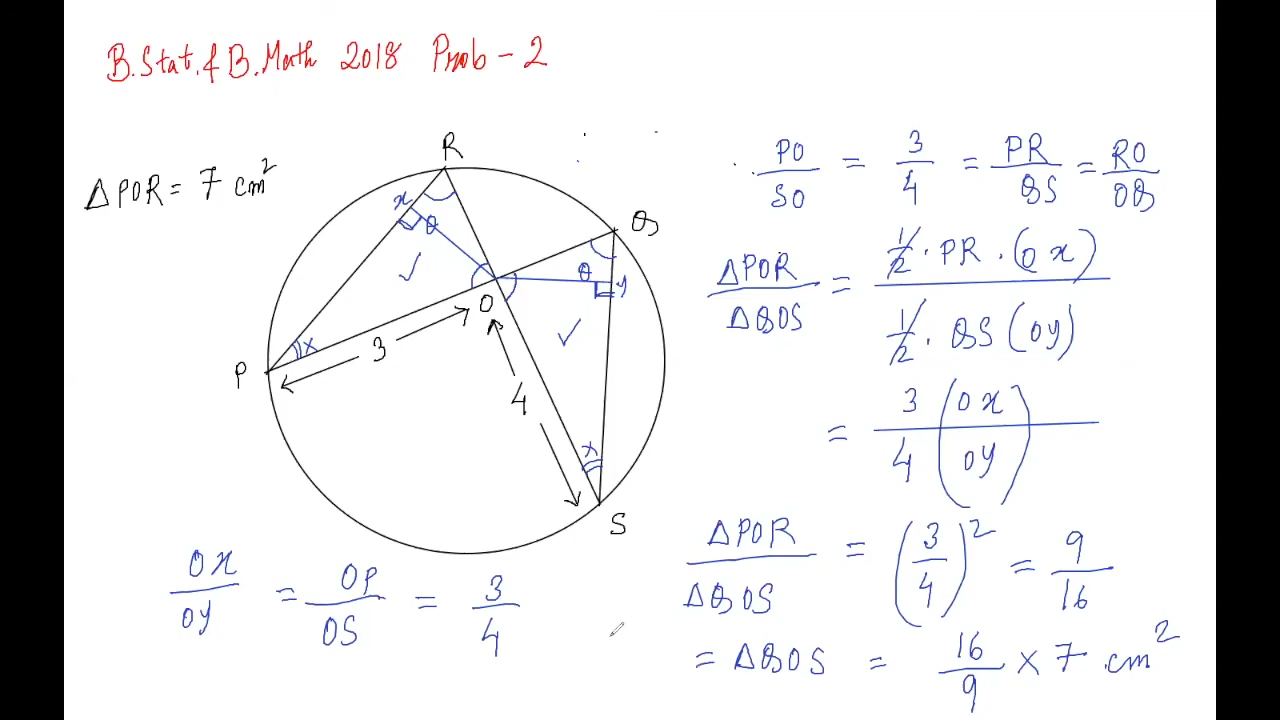 B.Stat. & B.Math 2018 Prob - 2
Δ POR = 7 cm²
R
Q
P
S
O
x
θ
θ
y
x
x
3
4
PO/SO = 3/4 = PR/QS = RO/OQ
ΔPOR/ΔQOS = (1/2 · PR · (Ox))/(1/2 · QS (Oy))
= 3/4 (Ox/Oy)
ΔPOR/ΔQOS = (3/4)² = 9/16
= ΔQOS = 16/9 × 7 cm²
Ox/Oy = OP/OS = 3/4